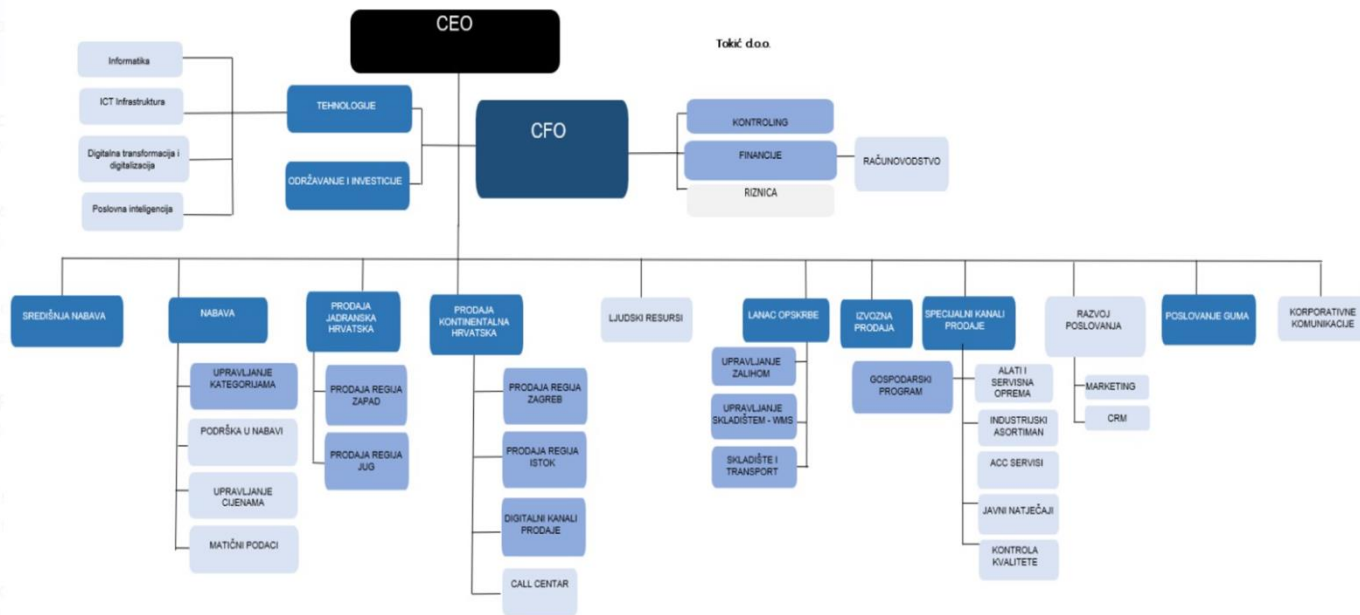 CEO
Tokić d.o.o.
Informatika
ICT Infrastruktura
Digitalna transformacija i
digitalizacija
Poslovna inteligencija
TEHNOLOGIJE
ODRŽAVANJE I INVESTICIJE
CFO
KONTROLING
FINANCIJE
RIZNICA
RAČUNOVODSTVO
SREDIŠNJA NABAVA
NABAVA
UPRAVLJANJE
KATEGORIJAMA
PODRŠKA U NABAVI
UPRAVLJANJE
CIJENAMA
MATIČNI PODACI
PRODAJA
JADRANSKA
HRVATSKA
PRODAJA REGIJA
ZAPAD
PRODAJA REGIJA
JUG
PRODAJA
KONTINENTALNA
HRVATSKA
PRODAJA REGIJA
ZAGREB
PRODAJA REGIJA
ISTOK
DIGITALNI KANALI
PRODAJE
CALL CENTAR
LJUDSKI RESURSI
LANAC OPSKRBE
UPRAVLJANJE
ZALIHOM
UPRAVLJANJE
SKLADIŠTEM - WMS
SKLADIŠTE I
TRANSPORT
IZVOZNA
PRODAJA
SPECIJALNI KANALI
PRODAJE
GOSPODARSKI
PROGRAM
ALATI I
SERVISNA
OPREMA
INDUSTRIJSKI
ASORTIMAN
ACC SERVISI
JAVNI NATJEČAJI
KONTROLA
KVALITETE
RAZVOJ
POSLOVANJA
MARKETING
CRM
POSLOVANJE GUMA
KORPORATIVNE
KOMUNIKACIJE